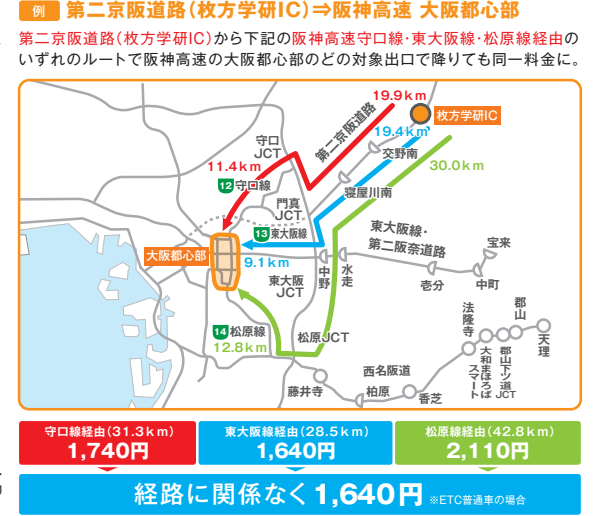 例 第二京阪道路(枚方学研IC)⇒阪神高速 大阪都心部
第二京阪道路(枚方学研IC)から下記の阪神高速守口線・東大阪線・松原線経由の
いずれのルートで阪神高速の大阪都心部のどの対象出口で降りても同一料金に。
19.9km
第二京阪道路
枚方学研IC
19.4km
守口
JCT
交野南
30.0km
11.4km
12 守口線
寝屋川南
門真
JCT
13 東大阪線
東大阪線・
第二阪奈道路
宝来
大阪都心部
9.1km
中野
水走
東大阪
JCT
壱分
中町
14 松原線
12.8km
松原JCT
法隆寺
郡山
大和まほろば
スマート
郡山下ツ道
JCT
天理
西名阪道
藤井寺
柏原
香芝
守口線経由(31.3km)
1,740円
東大阪線経由(28.5km)
1,640円
松原線経由(42.8km)
2,110円
経路に関係なく1,640円 ※ETC普通車の場合